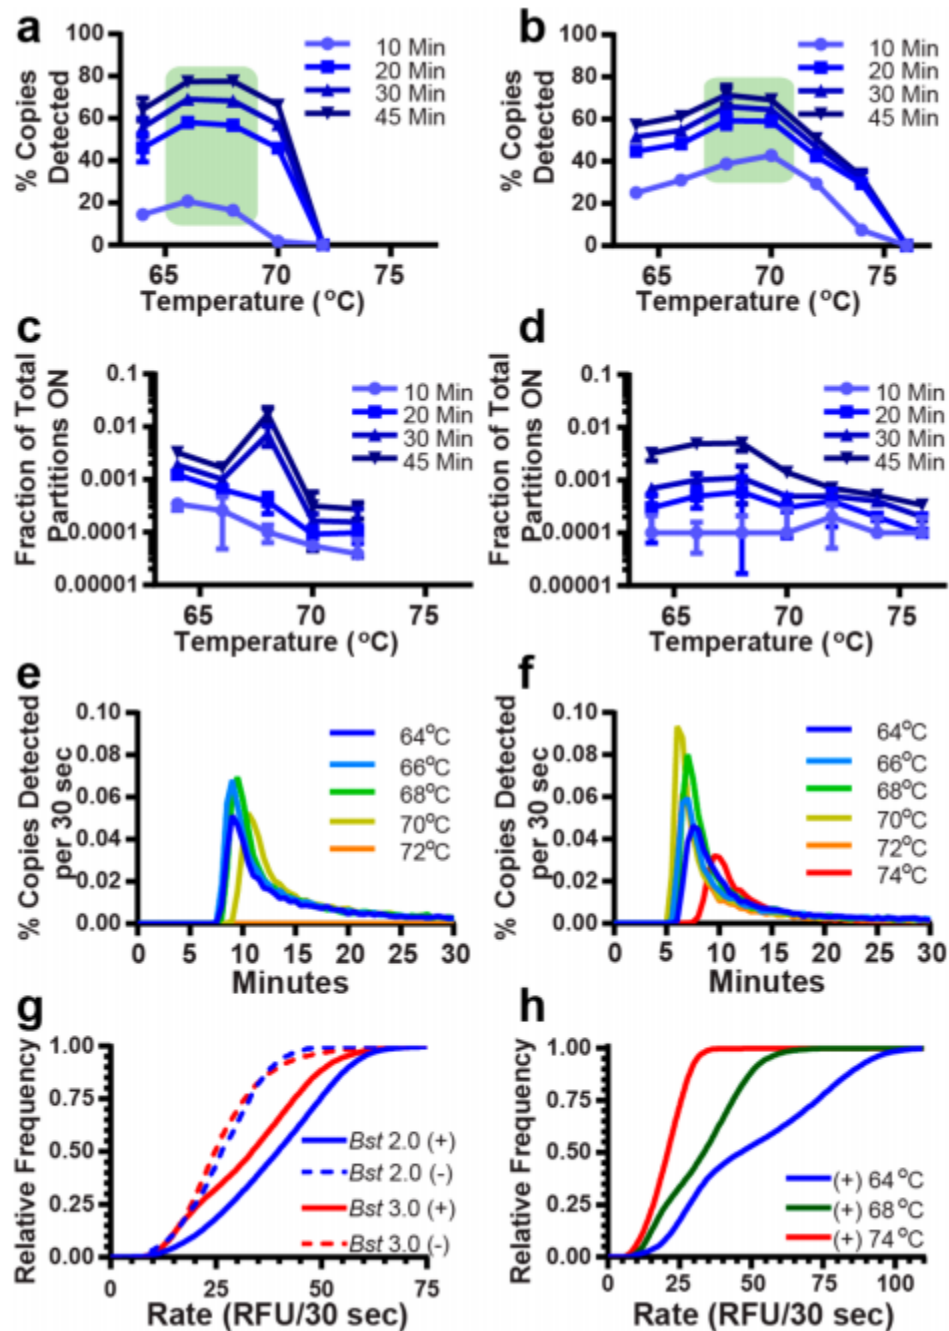 a
b
100
80
60
40
20
0
% Copies
Detected
10 Min
20 Min
30 Min
45 Min
65 70 75
Temperature (°C)
100
80
60
40
20
0
% Copies
Detected
10 Min
20 Min
30 Min
45 Min
65 70 75
Temperature (°C)
c
d
0.1
0.01
0.001
0.0001
0.00001
Fraction of Total
Partitions ON
10 Min
20 Min
30 Min
45 Min
65 70 75
Temperature (°C)
0.1
0.01
0.001
0.0001
0.00001
Fraction of Total
Partitions ON
10 Min
20 Min
30 Min
45 Min
65 70 75
Temperature (°C)
e
f
0.10
0.08
0.06
0.04
0.02
0.00
% Copies Detected
per 30 sec
64°C
66°C
68°C
70°C
72°C
0 5 10 15 20 25 30
Minutes
0.10
0.08
0.06
0.04
0.02
0.00
% Copies Detected
per 30 sec
64°C
66°C
68°C
70°C
72°C
74°C
0 5 10 15 20 25 30
Minutes
g
h
1.00
0.75
0.50
0.25
0.00
Relative Frequency
Bst 2.0 (+)
Bst 2.0 (-)
Bst 3.0 (+)
Bst 3.0 (-)
0 25 50 75
Rate (RFU/30 sec)
1.00
0.75
0.50
0.25
0.00
Relative Frequency
(+) 64°C
(+) 68°C
(+) 74°C
0 25 50 75 100
Rate (RFU/30 sec)